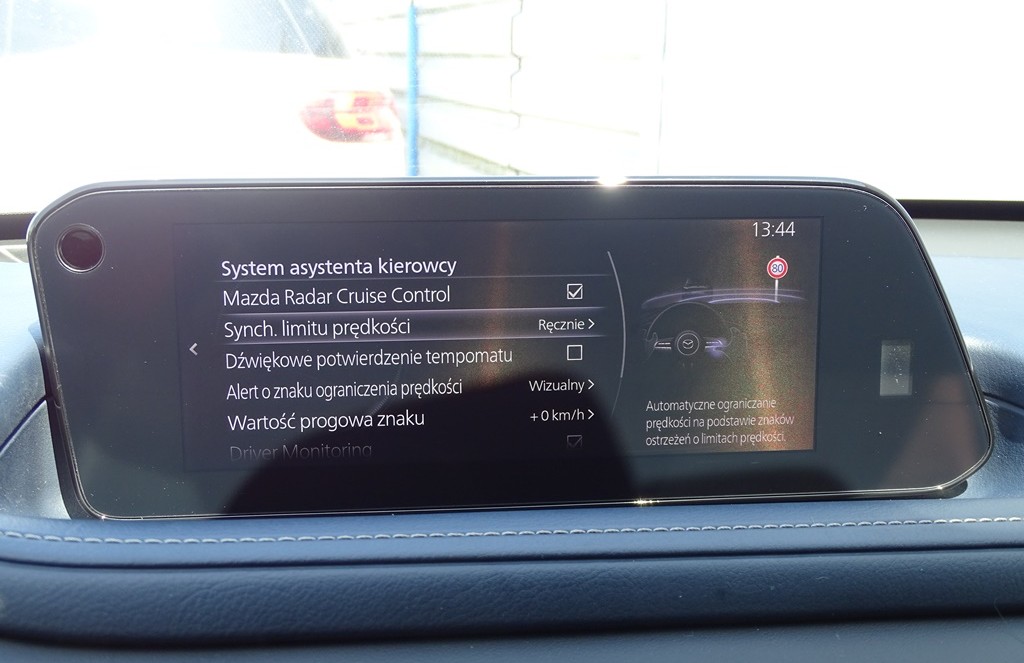 13:44
System asystenta kierowcy
80
Mazda Radar Cruise Control
Synch. limitu prędkości Ręcznie >
Dźwiękowe potwierdzenie tempomatu
Alert o znaku ograniczenia prędkości Wizualny >
Wartość progowa znaku + 0 km/h >
Driver Monitoring
Automatyczne ograniczanie
prędkości na podstawie znaków
ostrzeżeń o limitach prędkości.